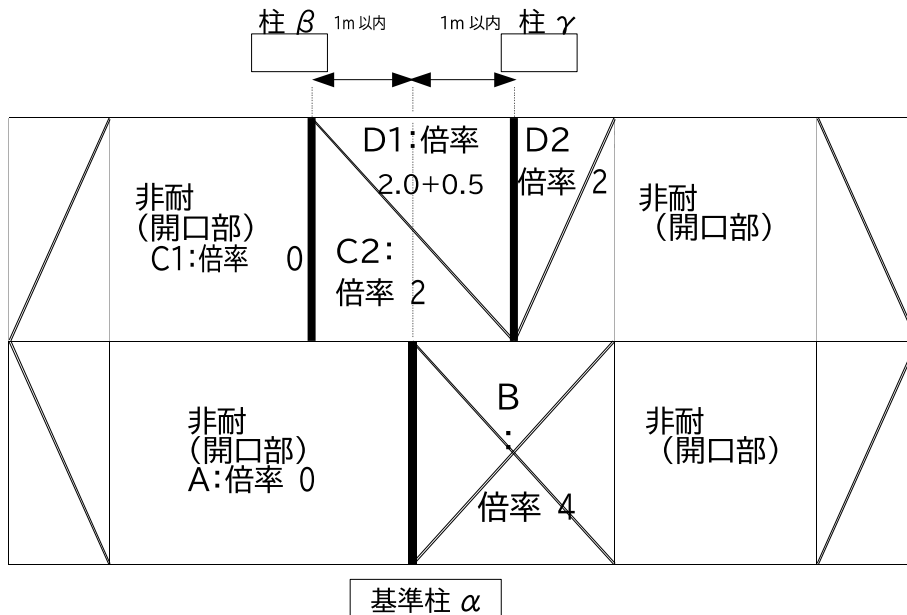 柱 β
1m 以内
1m 以内
柱 γ
D1：倍率
2.0+0.5
D2
倍率 2
非耐
（開口部）
C1：倍率 0
C2：
倍率 2
非耐
（開口部）
非耐
（開口部）
A：倍率 0
B
：
倍率 4
非耐
（開口部）
基準柱 α